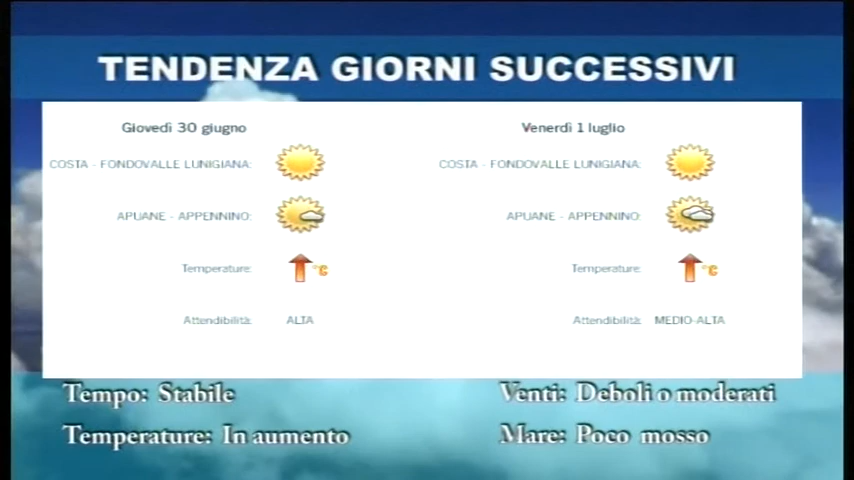 TENDENZA GIORNI SUCCESSIVI
Giovedì 30 giugno
COSTA - FONDOVALLE LUNIGIANA:
APUANE - APPENNINO:
Temperature: °C
Attendibilità: ALTA
Venerdì 1 luglio
COSTA - FONDOVALLE LUNIGIANA:
APUANE - APPENNINO:
Temperature: °C
Attendibilità: MEDIO-ALTA
Tempo: Stabile
Temperature: In aumento
Venti: Deboli o moderati
Mare: Poco mosso